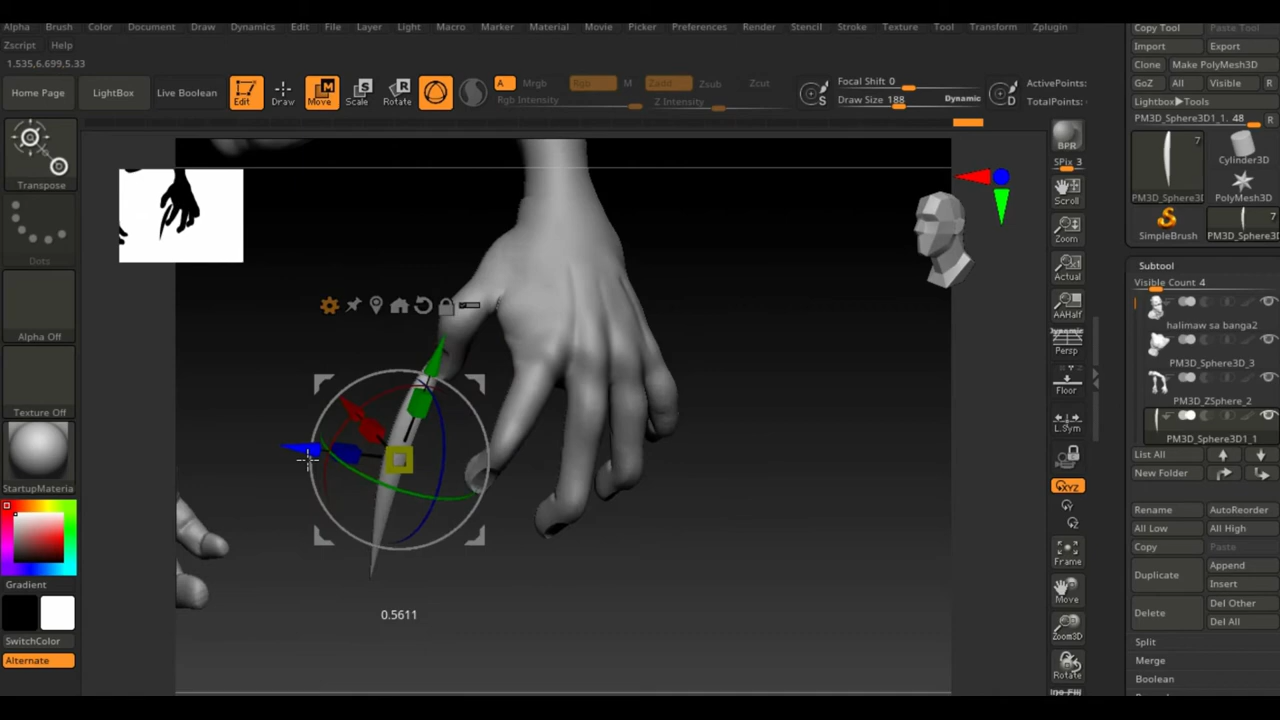 Alpha Brush Color Document Draw Dynamics Edit File Layer Light Macro Marker Material Movie Picker Preferences Render Stencil Stroke Texture Tool Transform Zplugin
Zscript Help
1.535,6.699,5.33
Home Page LightBox Live Boolean Edit Draw Move Scale Rotate
A Mrgb Rgb M Zadd Zsub Zcut
Rgb Intensity Z Intensity
S Focal Shift 0
Draw Size 188 Dynamic
D ActivePoints:
TotalPoints:
Transpose
Dots
Alpha Off
Texture Off
StartupMateria
Gradient
SwitchColor
Alternate
0.5611
BPR
SPix 3
Scroll
Zoom
Actual
AAHalf
Dynamic
Persp
Floor
L.Sym
XYZ
Frame
Move
Zoom3D
Rotate
Copy Tool Paste Tool
Import Export
Clone Make PolyMesh3D
GoZ All Visible R
Lightbox▶Tools
PM3D_Sphere3D1_1. 48 R
7
Cylinder3D
PM3D_Sphere3D PolyMesh3D
7
SimpleBrush PM3D_Sphere3D
Subtool
Visible Count 4
halimaw sa banga2
PM3D_Sphere3D_3
PM3D_ZSphere_2
PM3D_Sphere3D1_1
List All
New Folder
Rename AutoReorder
All Low All High
Copy Paste
Duplicate Append
Insert
Delete Del Other
Del All
Split
Merge
Boolean